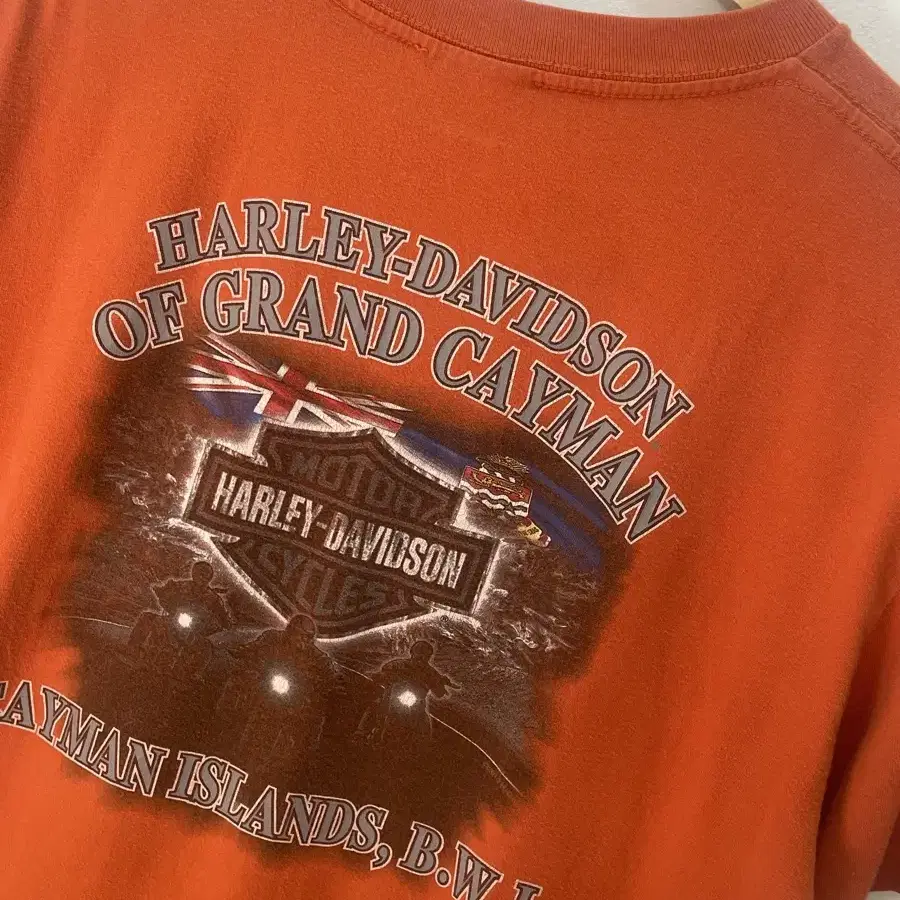 HARLEY-DAVIDSON
OF GRAND CAYMAN
MOTOR
HARLEY-DAVIDSON
CYCLES
®
CAYMAN ISLANDS, B.W.I.